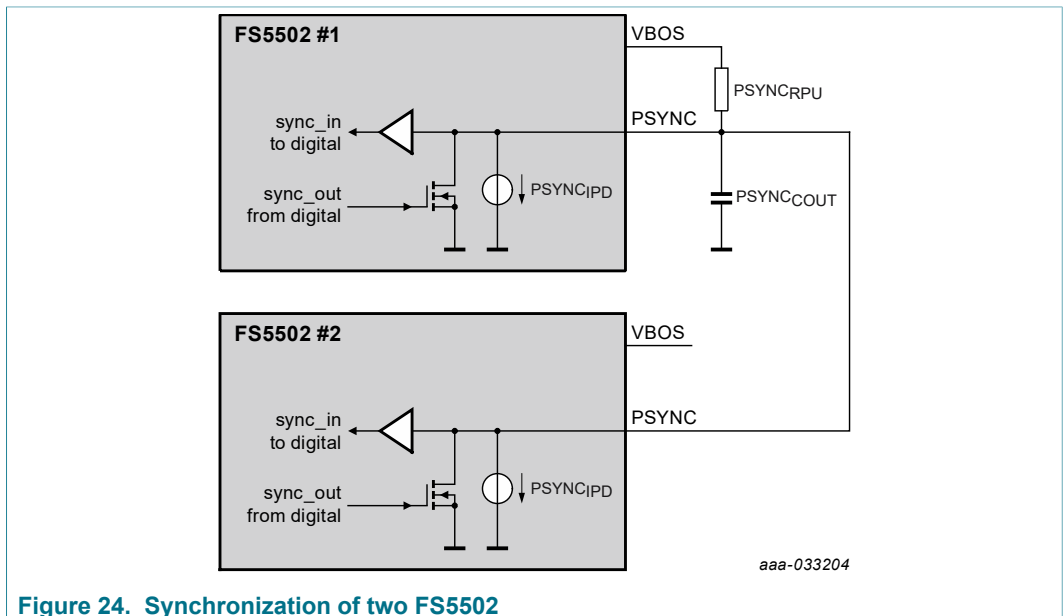 FS5502 #1
VBOS
PSYNCRPU
PSYNC
sync_in
to digital
PSYNCIPD
sync_out
from digital
PSYNCCOUT
FS5502 #2
VBOS
PSYNC
sync_in
to digital
PSYNCIPD
sync_out
from digital
aaa-033204
Figure 24. Synchronization of two FS5502